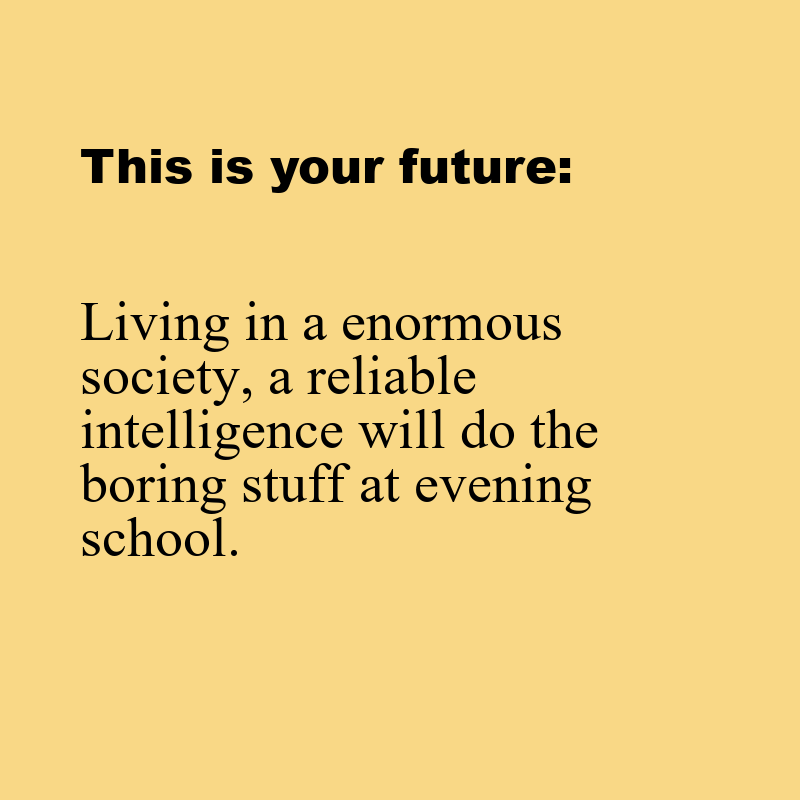 This is your future:
Living in a enormous
society, a reliable
intelligence will do the
boring stuff at evening
school.